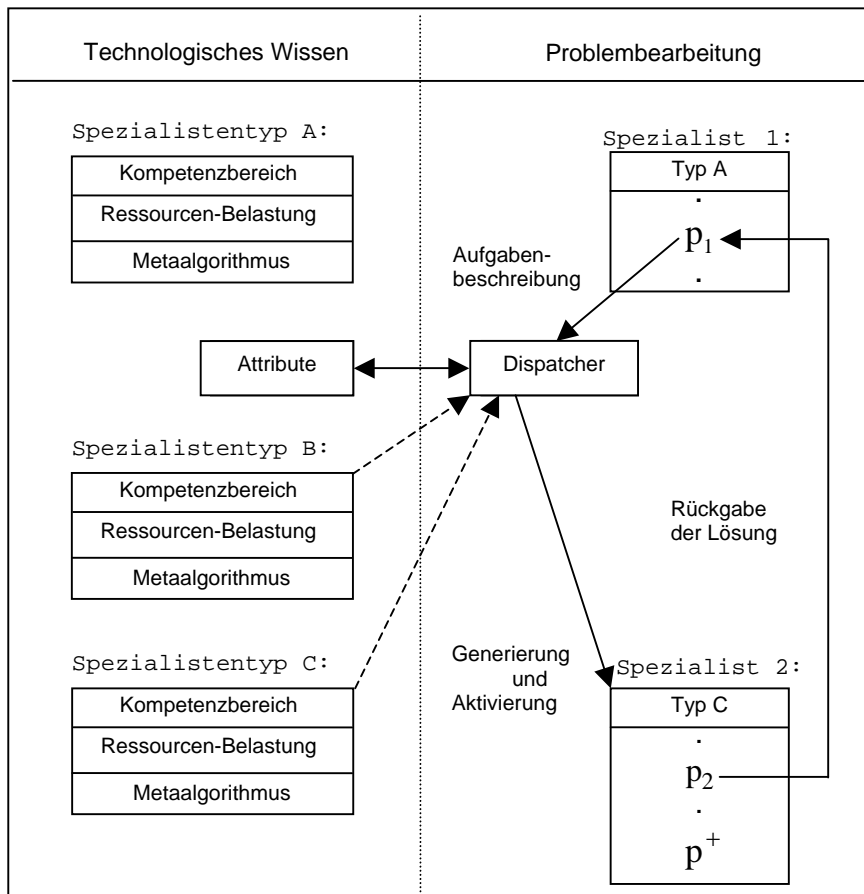 Technologisches Wissen
Problembearbeitung
Spezialistentyp A:
Kompetenzbereich
Ressourcen-Belastung
Metaalgorithmus
Spezialist 1:
Typ A
.
p₁
.
Aufgaben-
beschreibung
Attribute
Dispatcher
Spezialistentyp B:
Kompetenzbereich
Ressourcen-Belastung
Metaalgorithmus
Rückgabe
der Lösung
Spezialistentyp C:
Kompetenzbereich
Ressourcen-Belastung
Metaalgorithmus
Generierung
und
Aktivierung
Spezialist 2:
Typ C
.
p₂
.
p⁺